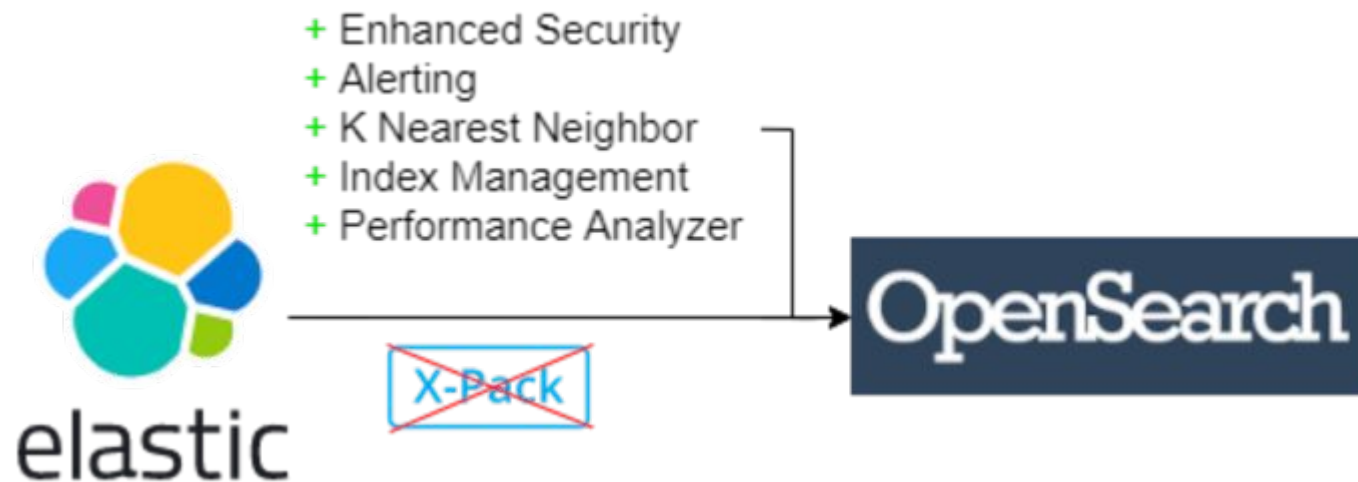 + Enhanced Security
+ Alerting
+ K Nearest Neighbor
+ Index Management
+ Performance Analyzer
elastic
X-Pack
OpenSearch